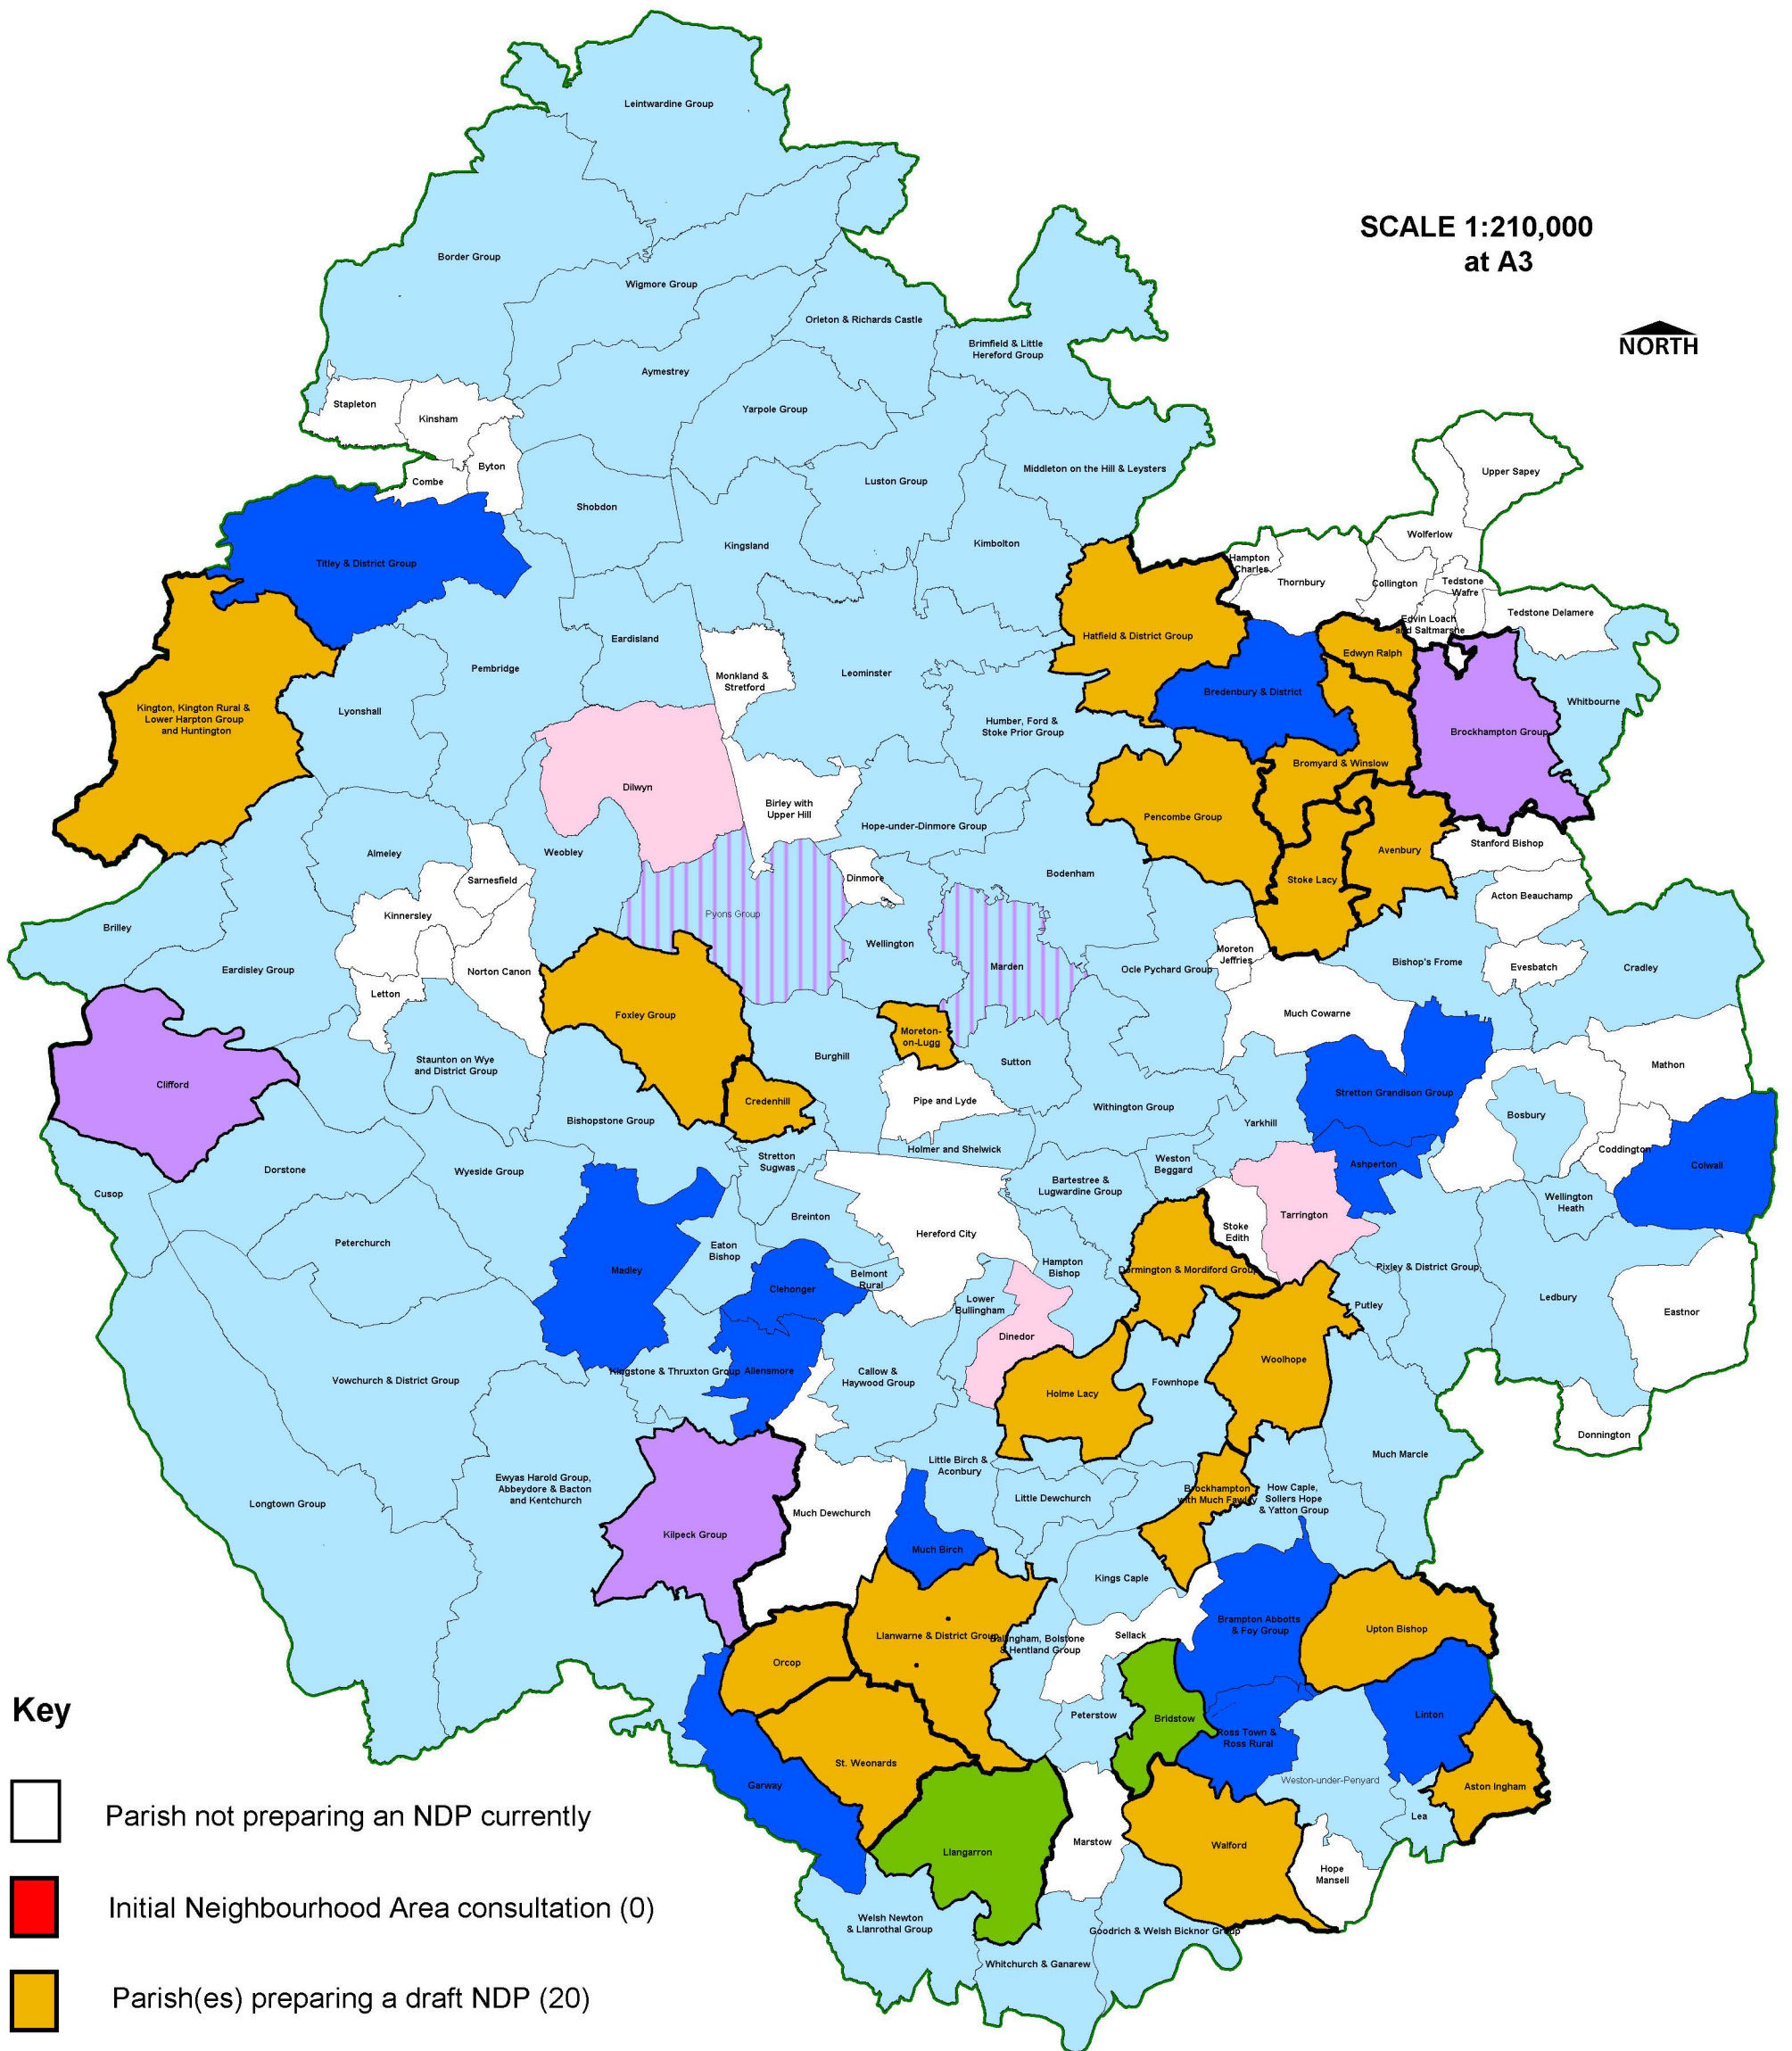 Leintwardine Group
SCALE 1:210,000
at A3
Border Group
Wigmore Group
Orleton & Richards Castle
NORTH
Brimfield & Little
Hereford Group
Aymestrey
Stapleton
Kinsham
Yarpole Group
Byton
Combe
Middleton on the Hill & Leysters
Upper Sapey
Luston Group
Shobdon
Wolferlow
Kingsland
Kimbolton
Titley & District Group
Hampton
Charles
Thornbury
Collington
Tedstone
Wafre
Tedstone Delamere
Edvin Loach
and Saltmarshe
Eardisland
Hatfield & District Group
Edwyn Ralph
Pembridge
Monkland &
Stretford
Leominster
Bredenbury & District
Whitbourne
Kington, Kington Rural &
Lower Harpton Group
and Huntington
Lyonshall
Humber, Ford &
Stoke Prior Group
Brockhampton Group
Bromyard & Winslow
Dilwyn
Birley with
Upper Hill
Hope-under-Dinmore Group
Pencombe Group
Stanford Bishop
Almeley
Weobley
Avenbury
Sarnesfield
Dinmore
Bodenham
Stoke Lacy
Acton Beauchamp
Kinnersley
Pyons Group
Brilley
Wellington
Moreton
Jeffries
Bishop's Frome
Eardisley Group
Norton Canon
Marden
Ocle Pychard Group
Evesbatch
Cradley
Letton
Foxley Group
Much Cowarne
Moreton-
on-Lugg
Burghill
Sutton
Mathon
Staunton on Wye
and District Group
Clifford
Credenhill
Pipe and Lyde
Stretton Grandison Group
Withington Group
Bosbury
Bishopstone Group
Yarkhill
Holmer and Shelwick
Coddington
Stretton
Sugwas
Weston
Beggard
Ashperton
Colwall
Dorstone
Wyeside Group
Bartestree &
Lugwardine Group
Cusop
Wellington
Heath
Breinton
Tarrington
Stoke
Edith
Hereford City
Peterchurch
Eaton
Bishop
Hampton
Bishop
Madley
Belmont
Rural
Dormington & Mordiford Group
Pixley & District Group
Clehonger
Lower
Bullingham
Putley
Ledbury
Eastnor
Dinedor
Woolhope
Kingstone & Thruxton Group
Allensmore
Callow &
Haywood Group
Vowchurch & District Group
Fownhope
Holme Lacy
Donnington
Much Marcle
Little Birch &
Aconbury
Ewyas Harold Group,
Abbeydore & Bacton
and Kentchurch
Brockhampton
with Much Fawley
How Caple,
Sollers Hope
& Yatton Group
Longtown Group
Little Dewchurch
Much Dewchurch
Kilpeck Group
Much Birch
Kings Caple
Brampton Abbotts
& Foy Group
Upton Bishop
Llanwarne & District Group
Ballingham, Bolstone
& Hentland Group
Sellack
Orcop
Key
Peterstow
Bridstow
Linton
Ross Town &
Ross Rural
St. Weonards
Garway
Weston-under-Penyard
Aston Ingham
Parish not preparing an NDP currently
Lea
Marstow
Walford
Llangarron
Hope
Mansell
Initial Neighbourhood Area consultation (0)
Welsh Newton
& Llanrothal Group
Goodrich & Welsh Bicknor Group
Whitchurch & Ganarew
Parish(es) preparing a draft NDP (20)